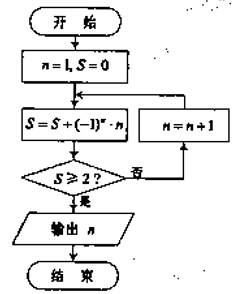 开 始
n=1, S=0
S=S+(-1)ⁿ·n
n=n+1
S≥2?
否
是
输出 n
结 束